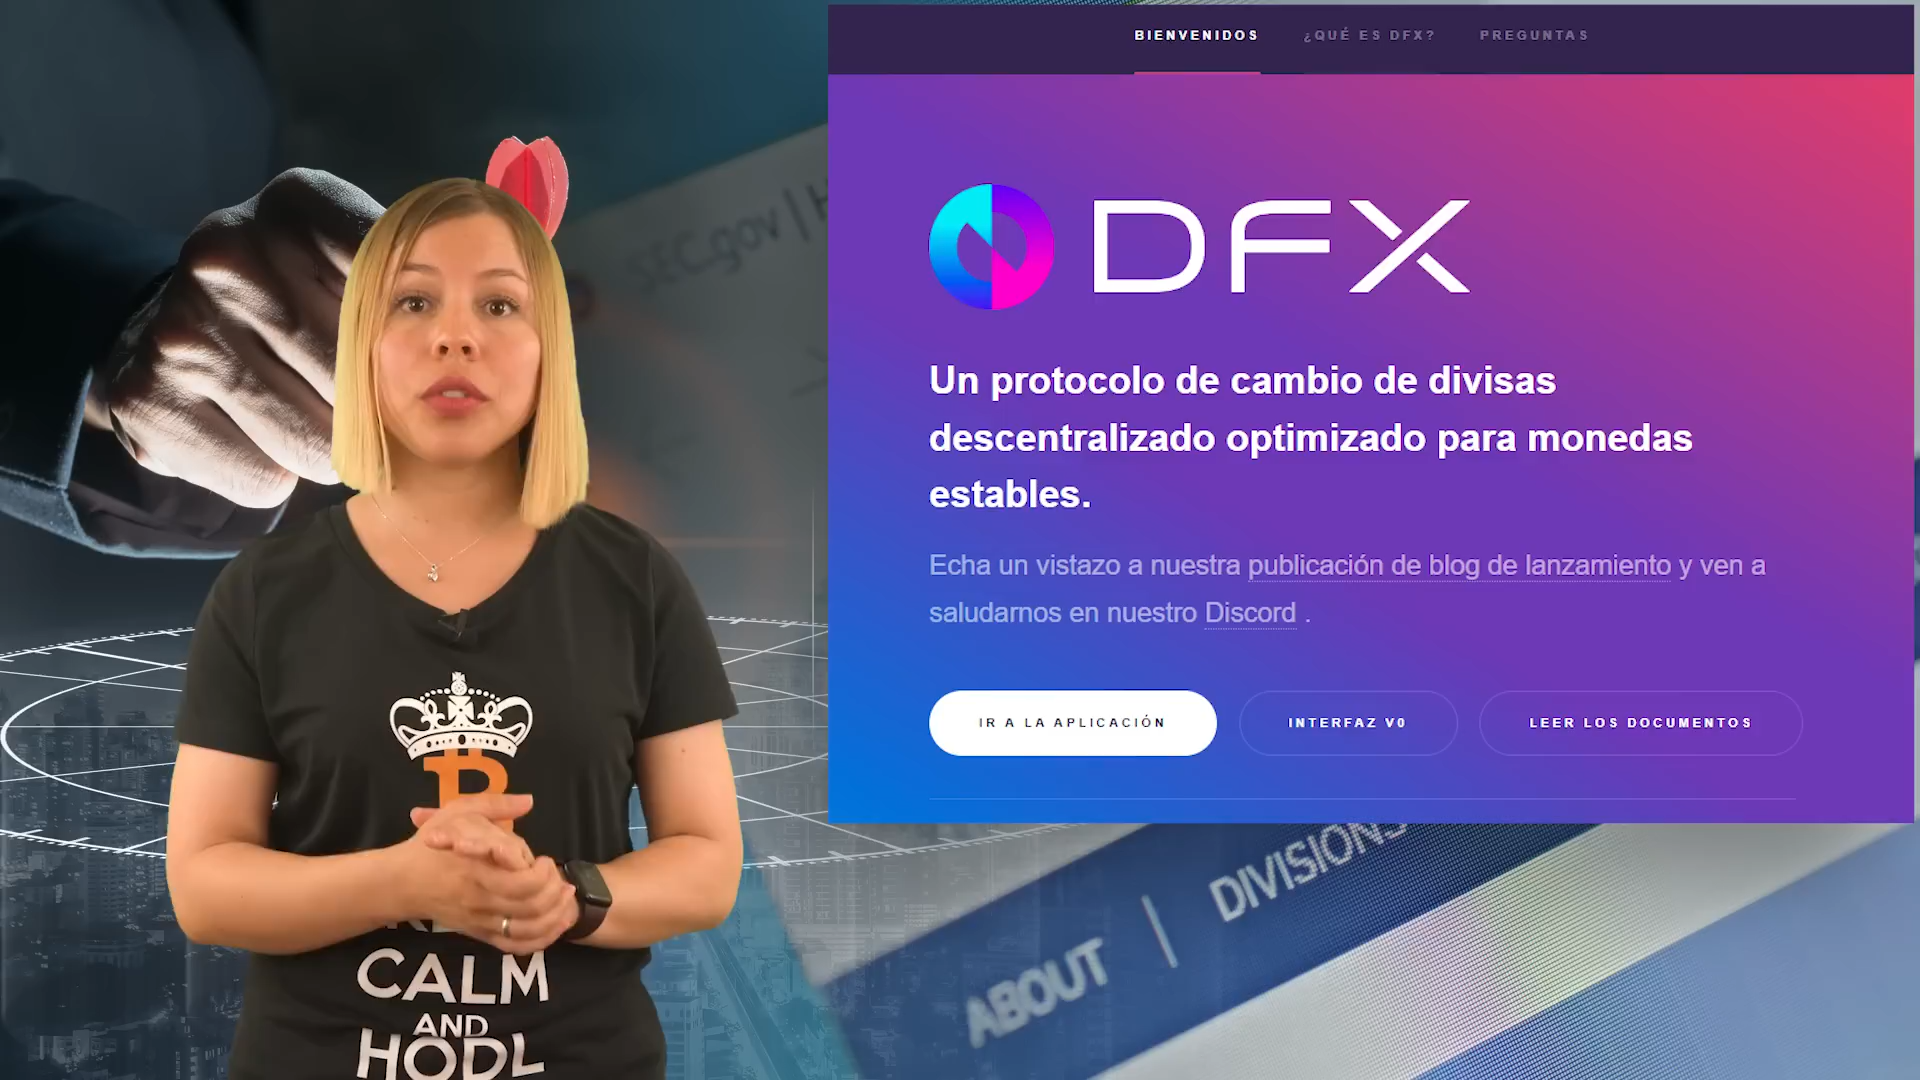 BIENVENIDOS ¿QUÉ ES DFX? PREGUNTAS
SEC.gov | H
DFX
Un protocolo de cambio de divisas
descentralizado optimizado para monedas
estables.
Echa un vistazo a nuestra publicación de blog de lanzamiento y ven a
saludarnos en nuestro Discord .
IR A LA APLICACIÓN INTERFAZ V0 LEER LOS DOCUMENTOS
ABOUT | DIVISIONS
CALM
AND
HODL